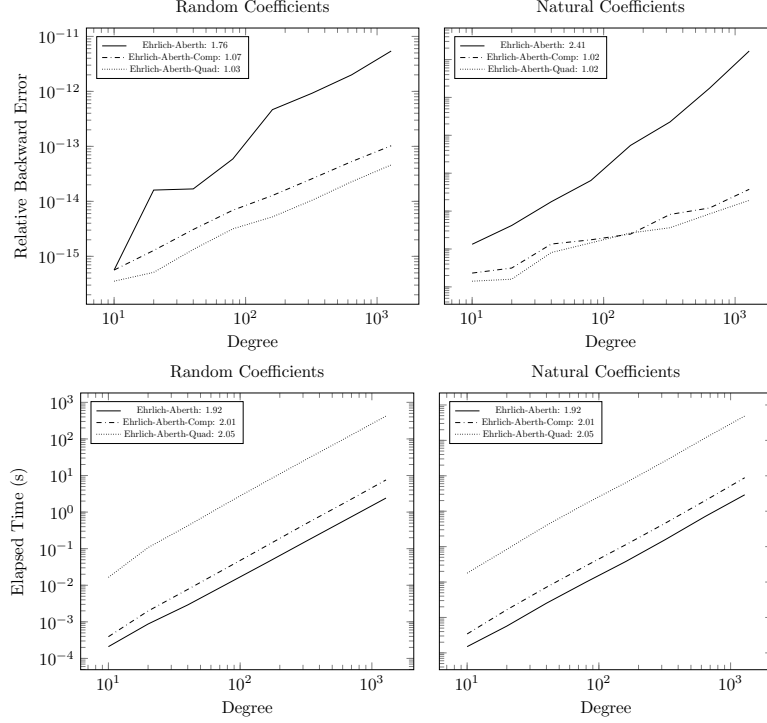 Random Coefficients
Natural Coefficients
10^-11
10^-12
10^-13
10^-14
10^-15
Relative Backward Error
Ehrlich-Aberth: 1.76
Ehrlich-Aberth-Comp: 1.07
Ehrlich-Aberth-Quad: 1.03
10^1
10^2
10^3
Degree
Ehrlich-Aberth: 2.41
Ehrlich-Aberth-Comp: 1.02
Ehrlich-Aberth-Quad: 1.02
10^1
10^2
10^3
Degree
Random Coefficients
Natural Coefficients
10^3
10^2
10^1
10^0
10^-1
10^-2
10^-3
10^-4
Elapsed Time (s)
Ehrlich-Aberth: 1.92
Ehrlich-Aberth-Comp: 2.01
Ehrlich-Aberth-Quad: 2.05
10^1
10^2
10^3
Degree
Ehrlich-Aberth: 1.92
Ehrlich-Aberth-Comp: 2.01
Ehrlich-Aberth-Quad: 2.05
10^1
10^2
10^3
Degree